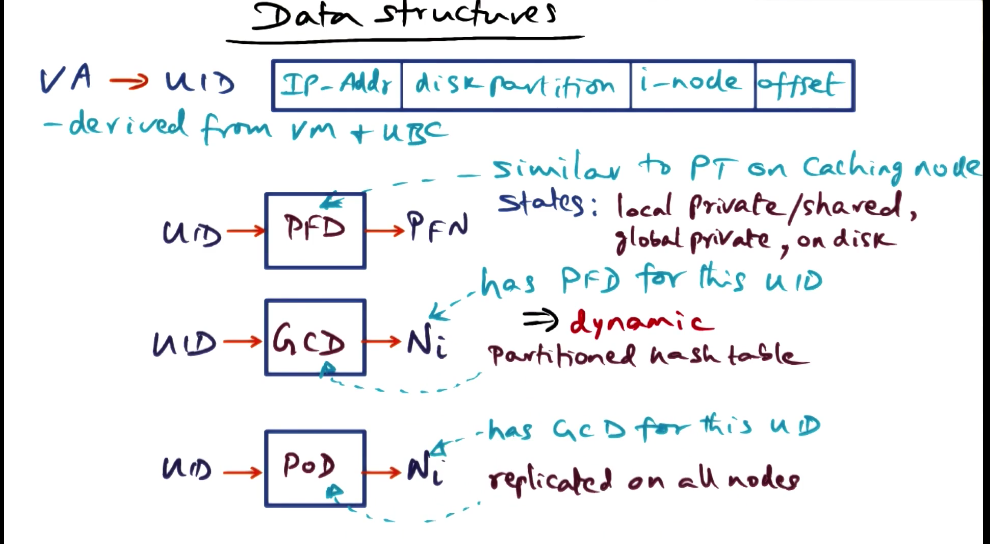 Data structures
VA → UID IP-Addr disk partition i-node offset
- derived from VM + UBC
- similar to PT on Caching node
UID → PFD → PFN States: local private/shared,
global private, on disk
- has PFD for this UID
UID → GCD → Ni ⇒ dynamic
Partitioned hash table
- has GCD for this UID
UID → POD → Ni replicated on all nodes